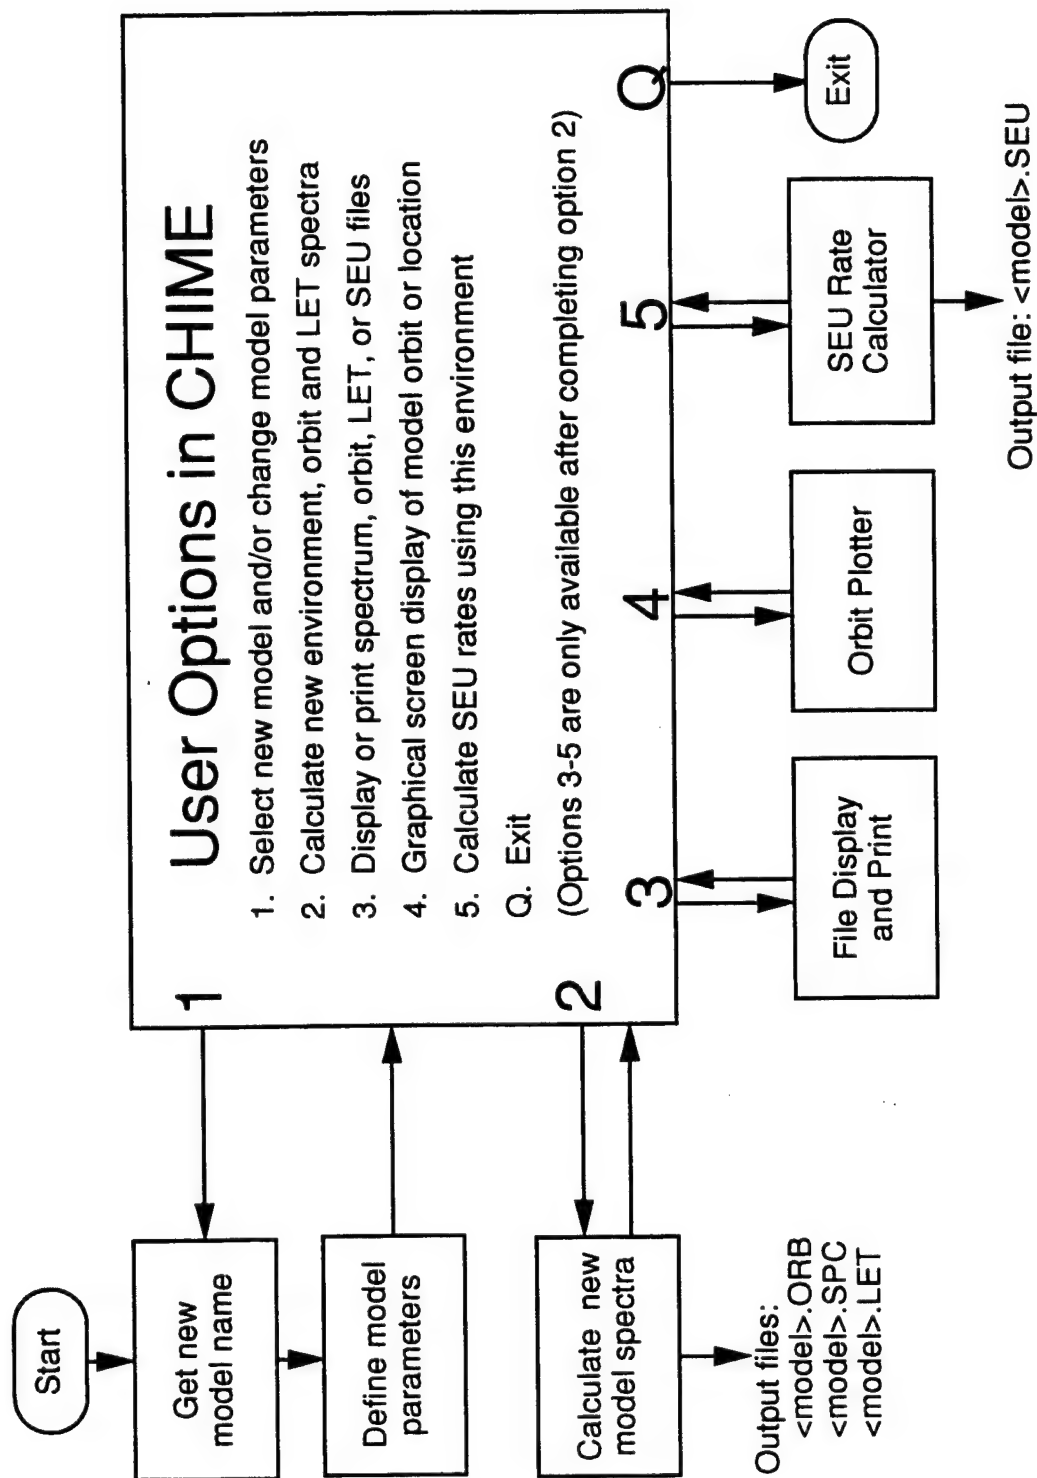 Start
Get new
model name
Define model
parameters
Calculate new
model spectra
Output files:
<model>.ORB
<model>.SPC
<model>.LET
User Options in CHIME
1
1. Select new model and/or change model parameters
2. Calculate new environment, orbit and LET spectra
3. Display or print spectrum, orbit, LET, or SEU files
4. Graphical screen display of model orbit or location
5. Calculate SEU rates using this environment
Q. Exit
(Options 3-5 are only available after completing option 2)
2
3
4
5
Q
File Display
and Print
Orbit Plotter
SEU Rate
Calculator
Exit
Output file: <model>.SEU